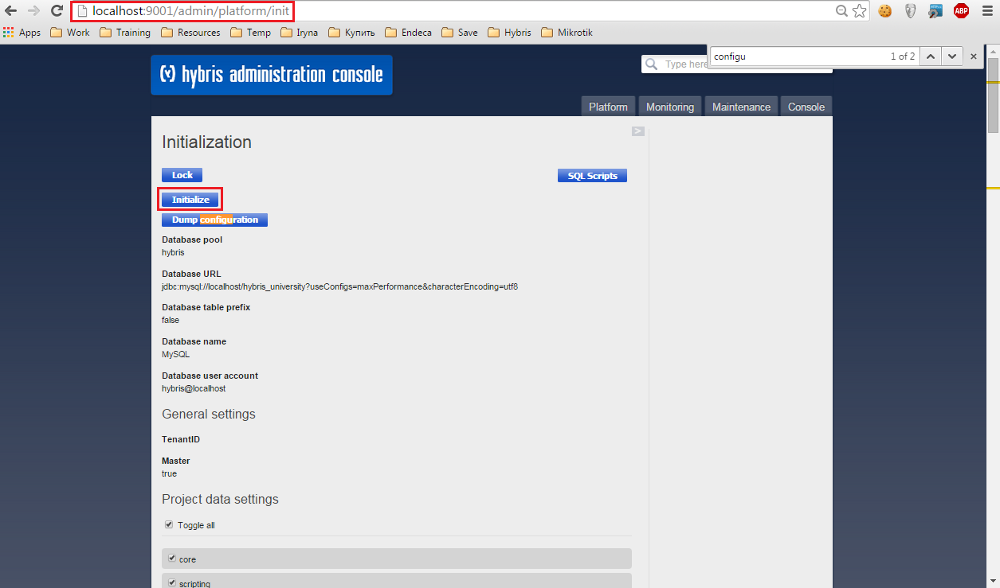 localhost:9001/admin/platform/init
ABP
Apps Work Training Resources Temp Iryna Купить Endeca Save Hybris Mikrotik
configu 1 of 2
hybris administration console
Type here
Platform Monitoring Maintenance Console
>
Initialization
Lock SQL Scripts
Initialize
Dump configuration
Database pool
hybris
Database URL
jdbc:mysql://localhost/hybris_university?useConfigs=maxPerformance&characterEncoding=utf8
Database table prefix
false
Database name
MySQL
Database user account
hybris@localhost
General settings
TenantID
Master
true
Project data settings
Toggle all
core
scripting